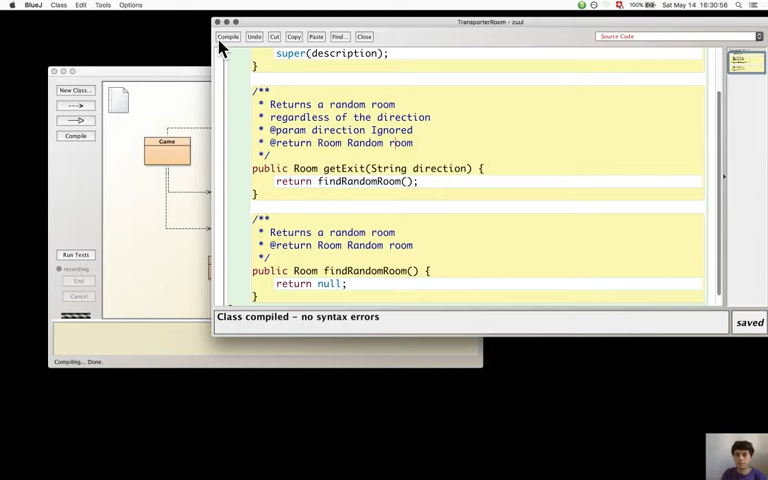 BlueJ Class Edit Tools Options 100% Sat May 14 16:30:56
TransporterRoom - zuul
Compile Undo Cut Copy Paste Find... Close Source Code
super(description);
}
/**
* Returns a random room
* regardless of the direction
* @param direction Ignored
* @return Room Random room
*/
public Room getExit(String direction) {
return findRandomRoom();
}
/**
* Returns a random room
* @return Room Random room
*/
public Room findRandomRoom() {
return null;
}
Class compiled - no syntax errors
saved
New Class...
Compile
Game
Run Tests
recording
End
Cancel
Compiling... Done.